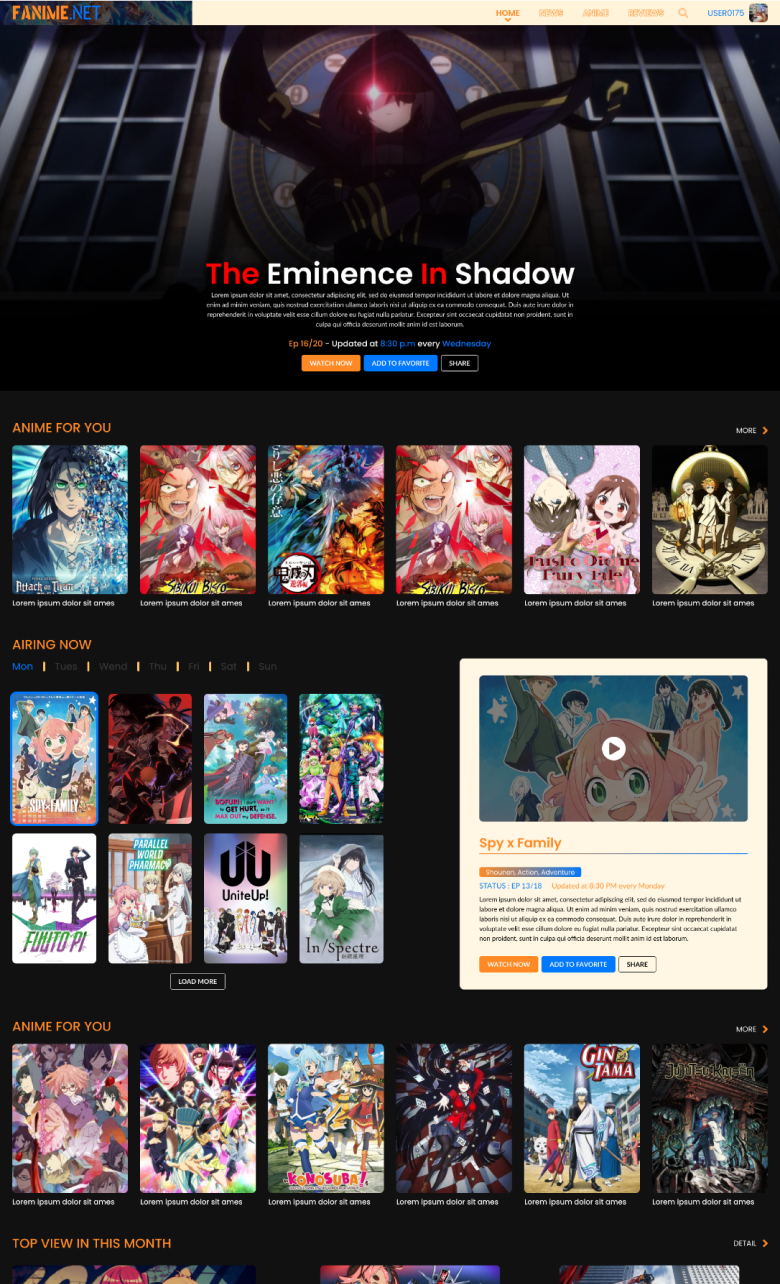 FANIME.NET
HOME NEWS ANIME REVIEWS USER0175
The Eminence In Shadow
Lorem ipsum dolor sit amet, consectetur adipiscing elit, sed do eiusmod tempor incididunt ut labore et dolore magna aliqua. Ut
enim ad minim veniam, quis nostrud exercitation ullamco laboris nisi ut aliquip ex ea commodo consequat. Duis aute irure dolor in
reprehenderit in voluptate velit esse cillum dolore eu fugiat nulla pariatur. Excepteur sint occaecat cupidatat non proident, sunt in
culpa qui officia deserunt mollit anim id est laborum.
Ep 16/20 - Updated at 8:30 p.m every Wednesday
WATCH NOW ADD TO FAVORITE SHARE
ANIME FOR YOU
MORE
Attack on Titan
Lorem ipsum dolor sit ames
Lorem ipsum dolor sit ames
Lorem ipsum dolor sit ames
Lorem ipsum dolor sit ames
Lorem ipsum dolor sit ames
Lorem ipsum dolor sit ames
AIRING NOW
Mon Tues Wend Thu Fri Sat Sun
SPY×FAMILY
BOFURI: I DON'T WANT
to GET HURT, so I'll
MAX OUT my DEFENSE.
FUUTO PI
PARALLEL
WORLD
PHARMACY
UniteUp!
In/Spectre
LOAD MORE
Spy x Family
Shounen, Action, Adventure
STATUS : EP 13/18 Updated at 8:30 PM every Monday
Lorem ipsum dolor sit amet, consectetur adipiscing elit, sed do eiusmod tempor incididunt ut
labore et dolore magna aliqua. Ut enim ad minim veniam, quis nostrud exercitation ullamco
laboris nisi ut aliquip ex ea commodo consequat. Duis aute irure dolor in reprehenderit in
voluptate velit esse cillum dolore eu fugiat nulla pariatur. Excepteur sint occaecat cupidatat
non proident, sunt in culpa qui officia deserunt mollit anim id est laborum.
WATCH NOW ADD TO FAVORITE SHARE
ANIME FOR YOU
MORE
KONOSUBA!
GINTAMA
JUJUTSU KAISEN
Lorem ipsum dolor sit ames
Lorem ipsum dolor sit ames
Lorem ipsum dolor sit ames
Lorem ipsum dolor sit ames
Lorem ipsum dolor sit ames
Lorem ipsum dolor sit ames
TOP VIEW IN THIS MONTH
DETAIL